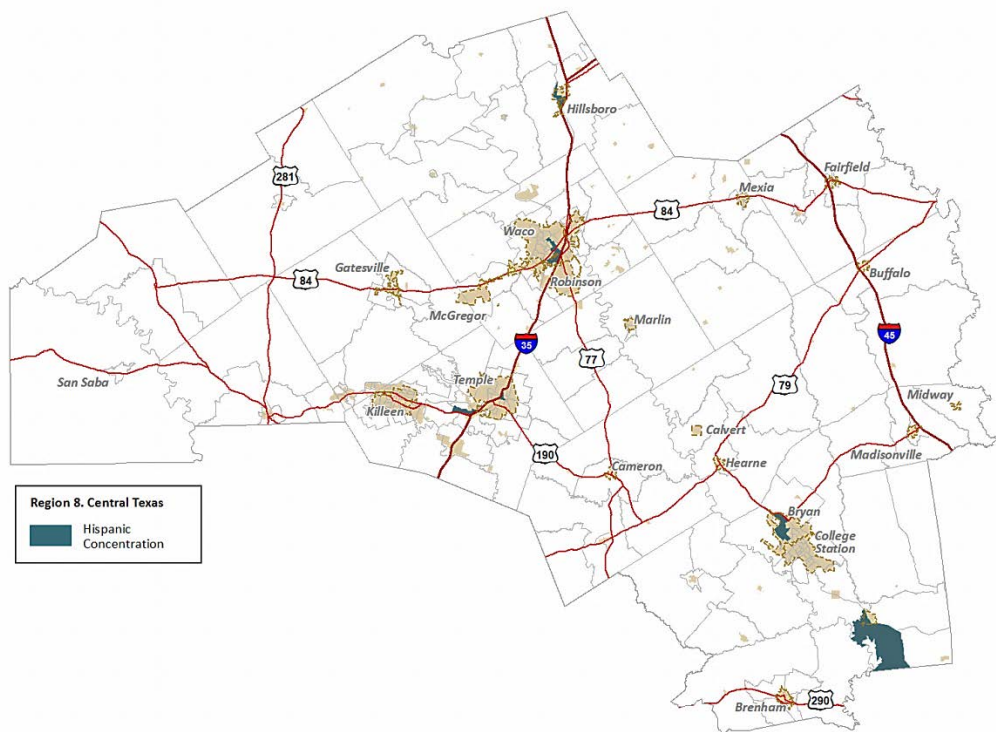 Hillsboro
281
Fairfield
Mexia
84
Waco
Gatesville
Buffalo
84
Robinson
McGregor
Marlin
45
35
77
San Saba
Temple
79
Killeen
Midway
Calvert
Madisonville
190
Hearne
Cameron
Region 8. Central Texas
Hispanic
Concentration
Bryan
College
Station
Brenham
290